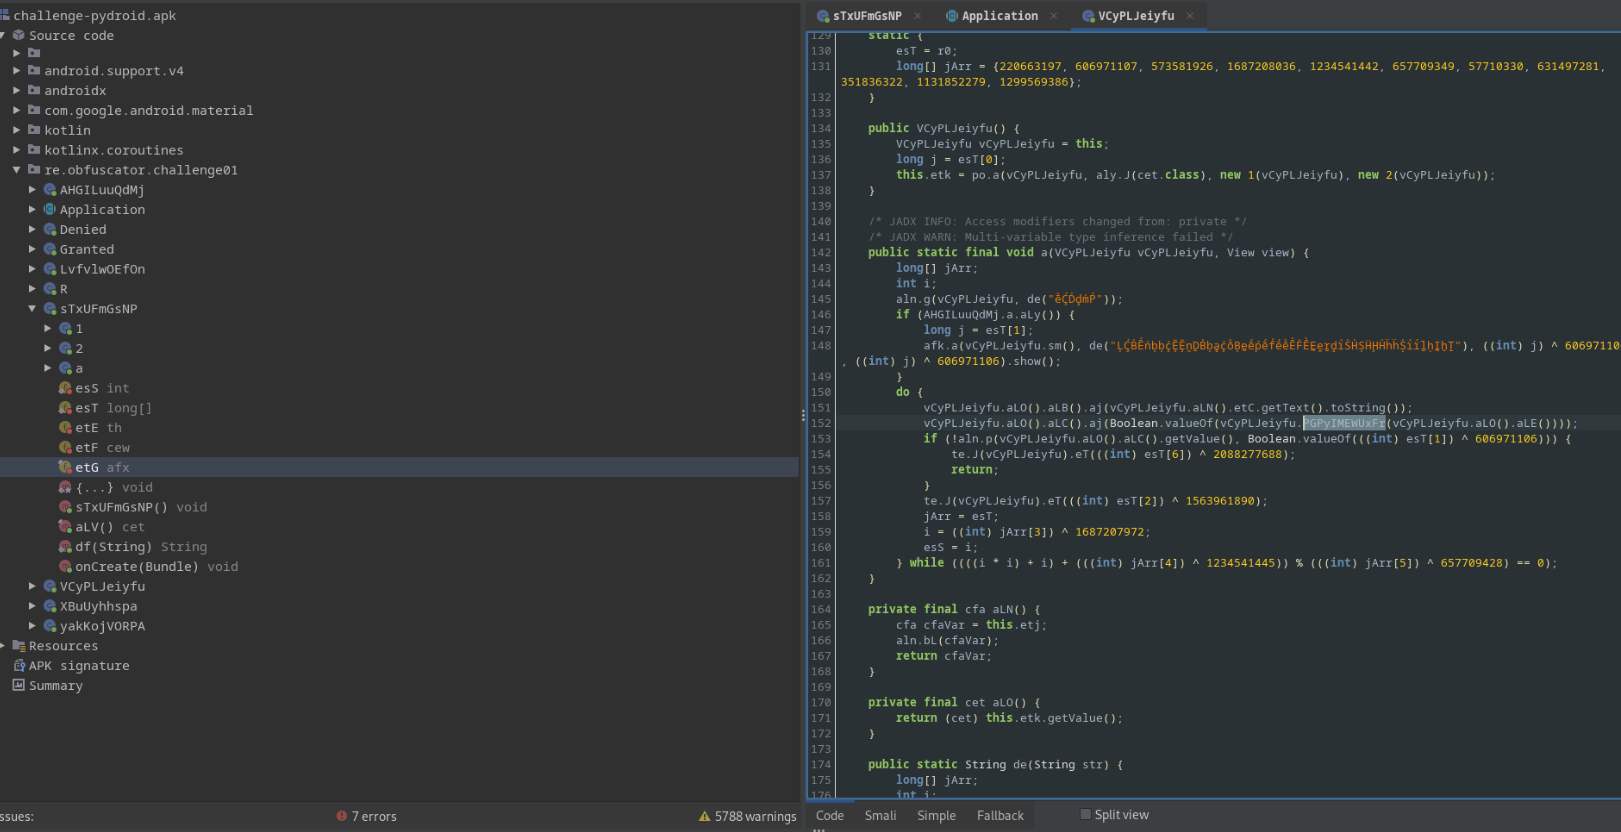 challenge-pydroid.apk
Source code
android.support.v4
androidx
com.google.android.material
kotlin
kotlinx.coroutines
re.obfuscator.challenge01
AHGILuuQdMj
Application
Denied
Granted
LvfvlwOEfOn
R
sTxUFmGsNP
1
2
a
esS int
esT long[]
etE th
etF cew
etG afx
{...} void
sTxUFmGsNP() void
aLV() cet
df(String) String
onCreate(Bundle) void
VCyPLJeiyfu
XBuUyhhspa
yakKojVORPA
Resources
APK signature
Summary
ssues:
7 errors
5788 warnings
sTxUFmGsNP × Application × VCyPLJeiyfu ×
129 static {
130 esT = r0;
131 long[] jArr = {220663197, 606971107, 573581926, 1687208036, 1234541442, 657709349, 57710330, 631497281,
351836322, 1131852279, 1299569386};
132 }
133
134 public VCyPLJeiyfu() {
135 VCyPLJeiyfu vCyPLJeiyfu = this;
136 long j = esT[0];
137 this.etk = po.a(vCyPLJeiyfu, aly.J(cet.class), new 1(vCyPLJeiyfu), new 2(vCyPLJeiyfu));
138 }
139
140 /* JADX INFO: Access modifiers changed from: private */
141 /* JADX WARN: Multi-variable type inference failed */
142 public static final void a(VCyPLJeiyfu vCyPLJeiyfu, View view) {
143 long[] jArr;
144 int i;
145 aln.g(vCyPLJeiyfu, de("
"));
146 if (AHGILuuQdMj.a.aLy()) {
147 long j = esT[1];
148 afk.a(vCyPLJeiyfu.sm(), de("
"), ((int) j) ^ 60697110
, ((int) j) ^ 606971106).show();
149 }
150 do {
151 vCyPLJeiyfu.aLO().aLB().aj(vCyPLJeiyfu.aLN().etC.getText().toString());
152 vCyPLJeiyfu.aLO().aLC().aj(Boolean.valueOf(vCyPLJeiyfu.PGPyIMEWUxFr(vCyPLJeiyfu.aLO().aLE())));
153 if (!aln.p(vCyPLJeiyfu.aLO().aLC().getValue(), Boolean.valueOf(((int) esT[1]) ^ 606971106))) {
154 te.J(vCyPLJeiyfu).eT(((int) esT[6]) ^ 2088277688);
155 return;
156 }
157 te.J(vCyPLJeiyfu).eT(((int) esT[2]) ^ 1563961890);
158 jArr = esT;
159 i = ((int) jArr[3]) ^ 1687207972;
160 esS = i;
161 } while ((((i * i) + i) + (((int) jArr[4]) ^ 1234541445)) % (((int) jArr[5]) ^ 657709428) == 0);
162 }
163
164 private final cfa aLN() {
165 cfa cfaVar = this.etj;
166 aln.bL(cfaVar);
167 return cfaVar;
168 }
169
170 private final cet aLO() {
171 return (cet) this.etk.getValue();
172 }
173
174 public static String de(String str) {
175 long[] jArr;
176 int i;
Code Smali Simple Fallback Split view